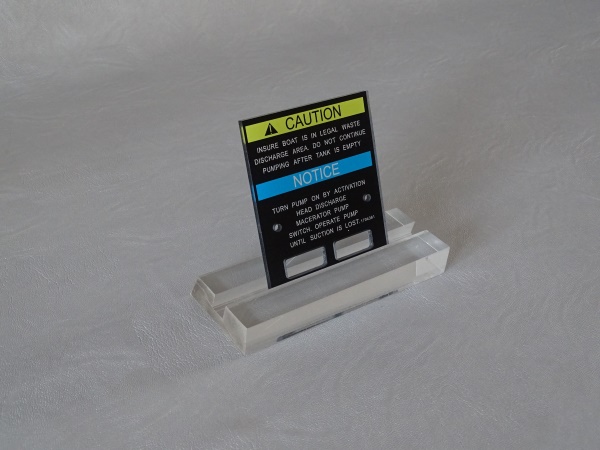 CAUTION
INSURE BOAT IS IN LEGAL WASTE
DISCHARGE AREA. DO NOT CONTINUE
PUMPING AFTER TANK IS EMPTY
NOTICE
TURN PUMP ON BY ACTIVATION
HEAD DISCHARGE
MACERATOR PUMP
SWITCH. OPERATE PUMP
UNTIL SUCTION IS LOST.